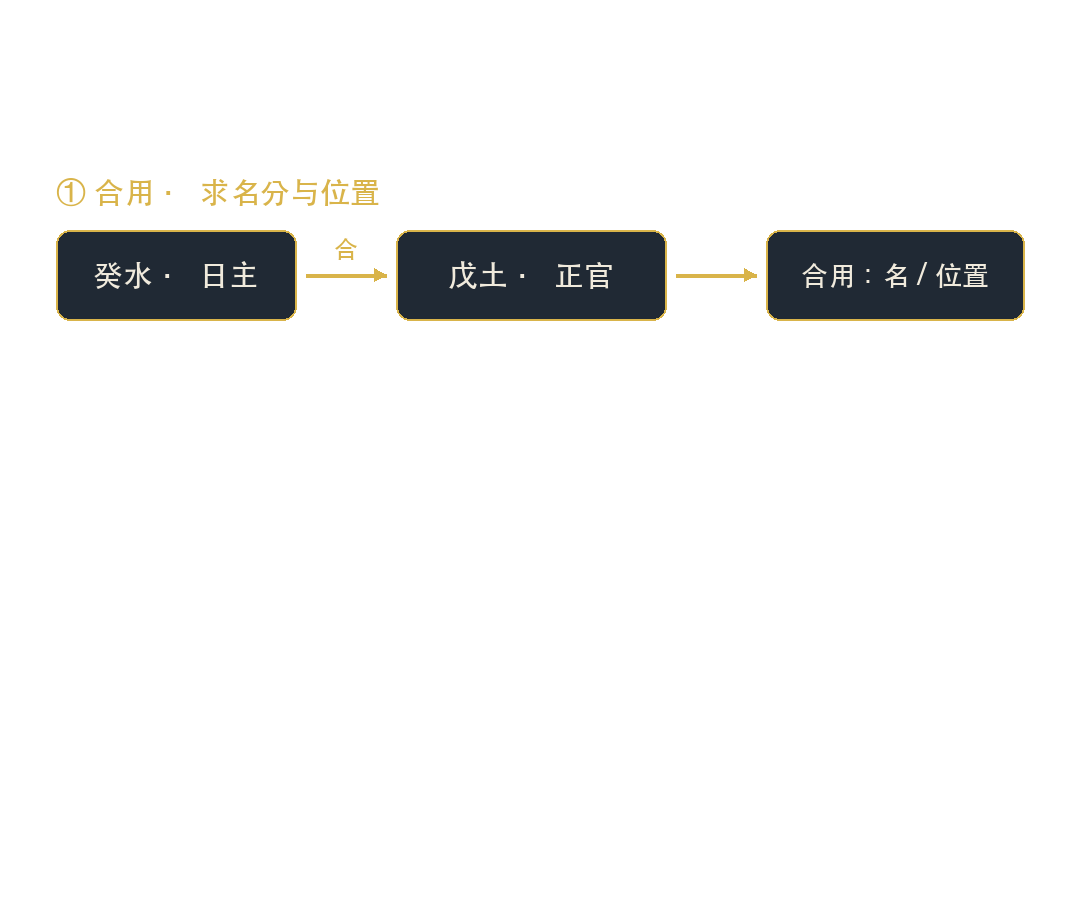 ① 合用 · 求名分与位置
合
癸水 · 日主
戊土 · 正官
合用：名 / 位置